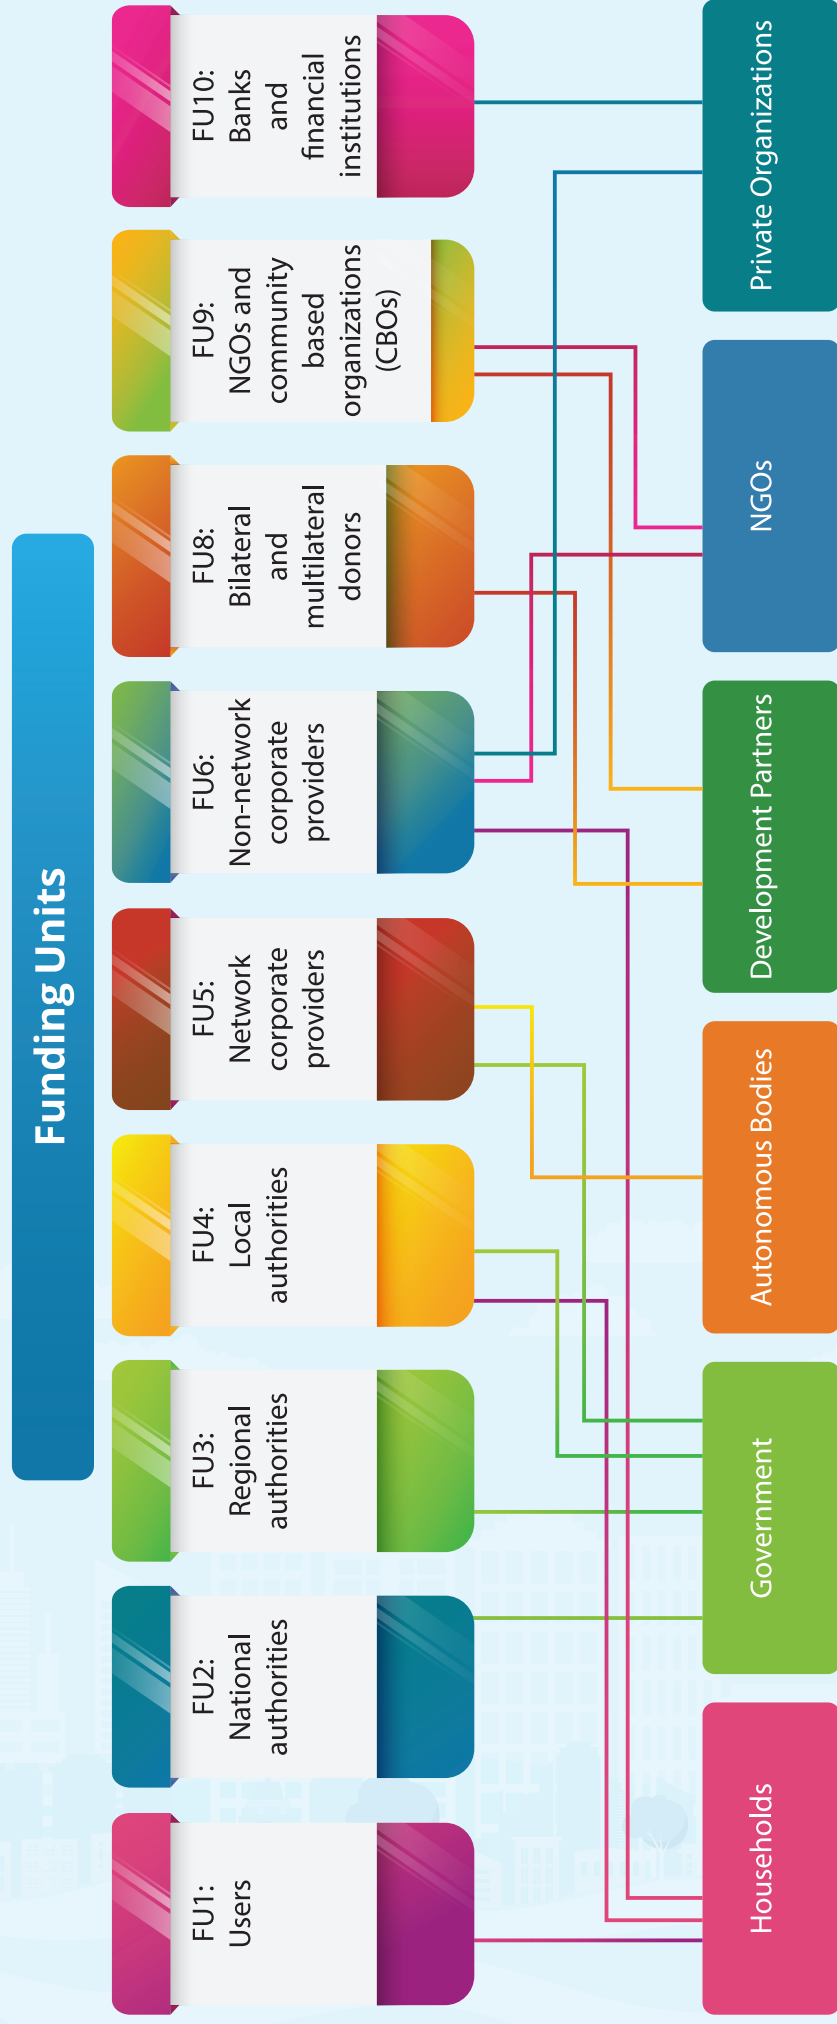 Funding Units
FU1:
Users
FU2:
National
authorities
FU3:
Regional
authorities
FU4:
Local
authorities
FU5:
Network
corporate
providers
FU6:
Non-network
corporate
providers
FU8:
Bilateral
and
multilateral
donors
FU9:
NGOs and
community
based
organizations
(CBOs)
FU10:
Banks
and
financial
institutions
Households
Government
Autonomous Bodies
Development Partners
NGOs
Private Organizations